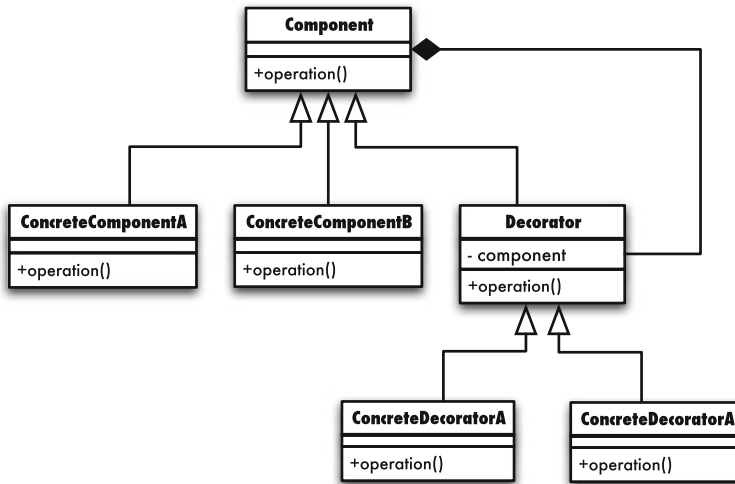 Component
+operation()
ConcreteComponentA
+operation()
ConcreteComponentB
+operation()
Decorator
- component
+operation()
ConcreteDecoratorA
+operation()
ConcreteDecoratorA
+operation()